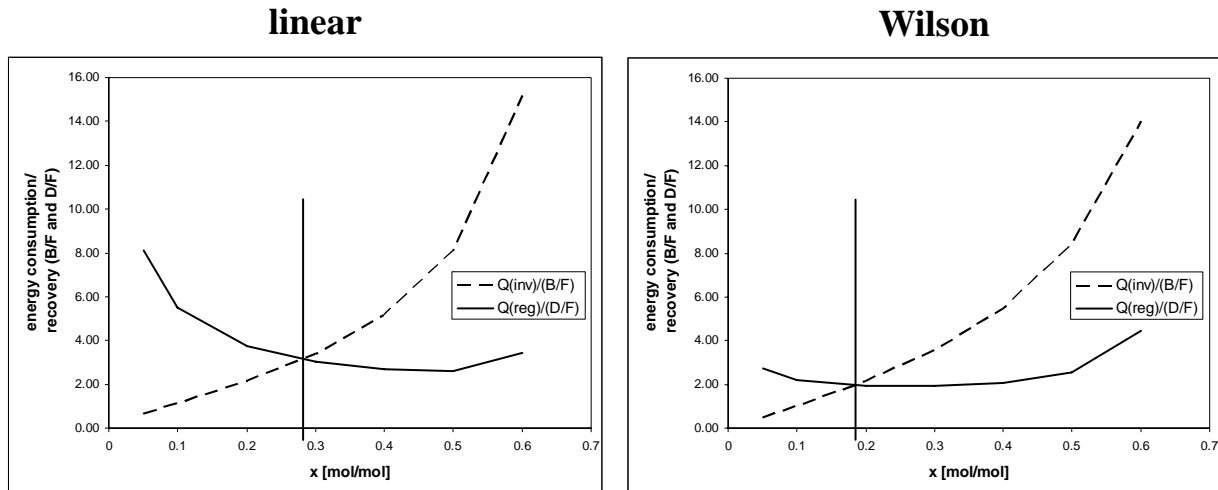 linear
energy consumption/
recovery (B/F and D/F)
16.00
14.00
12.00
10.00
8.00
6.00
4.00
2.00
0.00
0 0.1 0.2 0.3 0.4 0.5 0.6 0.7
x [mol/mol]
Q(inv)/(B/F)
Q(reg)/(D/F)
Wilson
energy consumption/
recovery (B/F and D/F)
16.00
14.00
12.00
10.00
8.00
6.00
4.00
2.00
0.00
0 0.1 0.2 0.3 0.4 0.5 0.6 0.7
x [mol/mol]
Q(inv)/(B/F)
Q(reg)/(D/F)